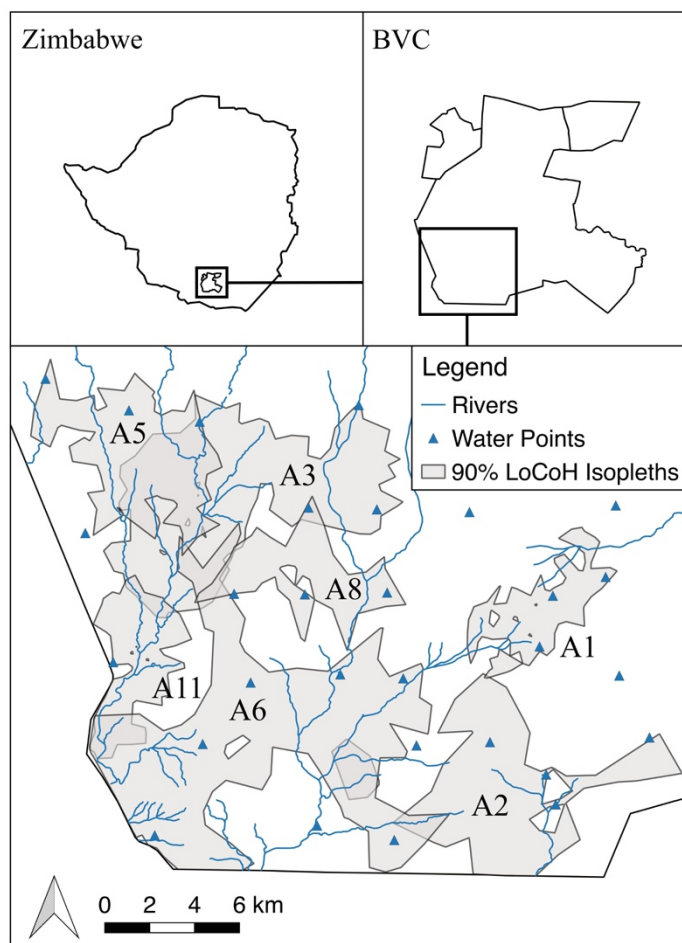 Zimbabwe
BVC
Legend
Rivers
Water Points
90% LoCoH Isopleths
A5
A3
A8
A1
A11
A6
A2
0 2 4 6 km